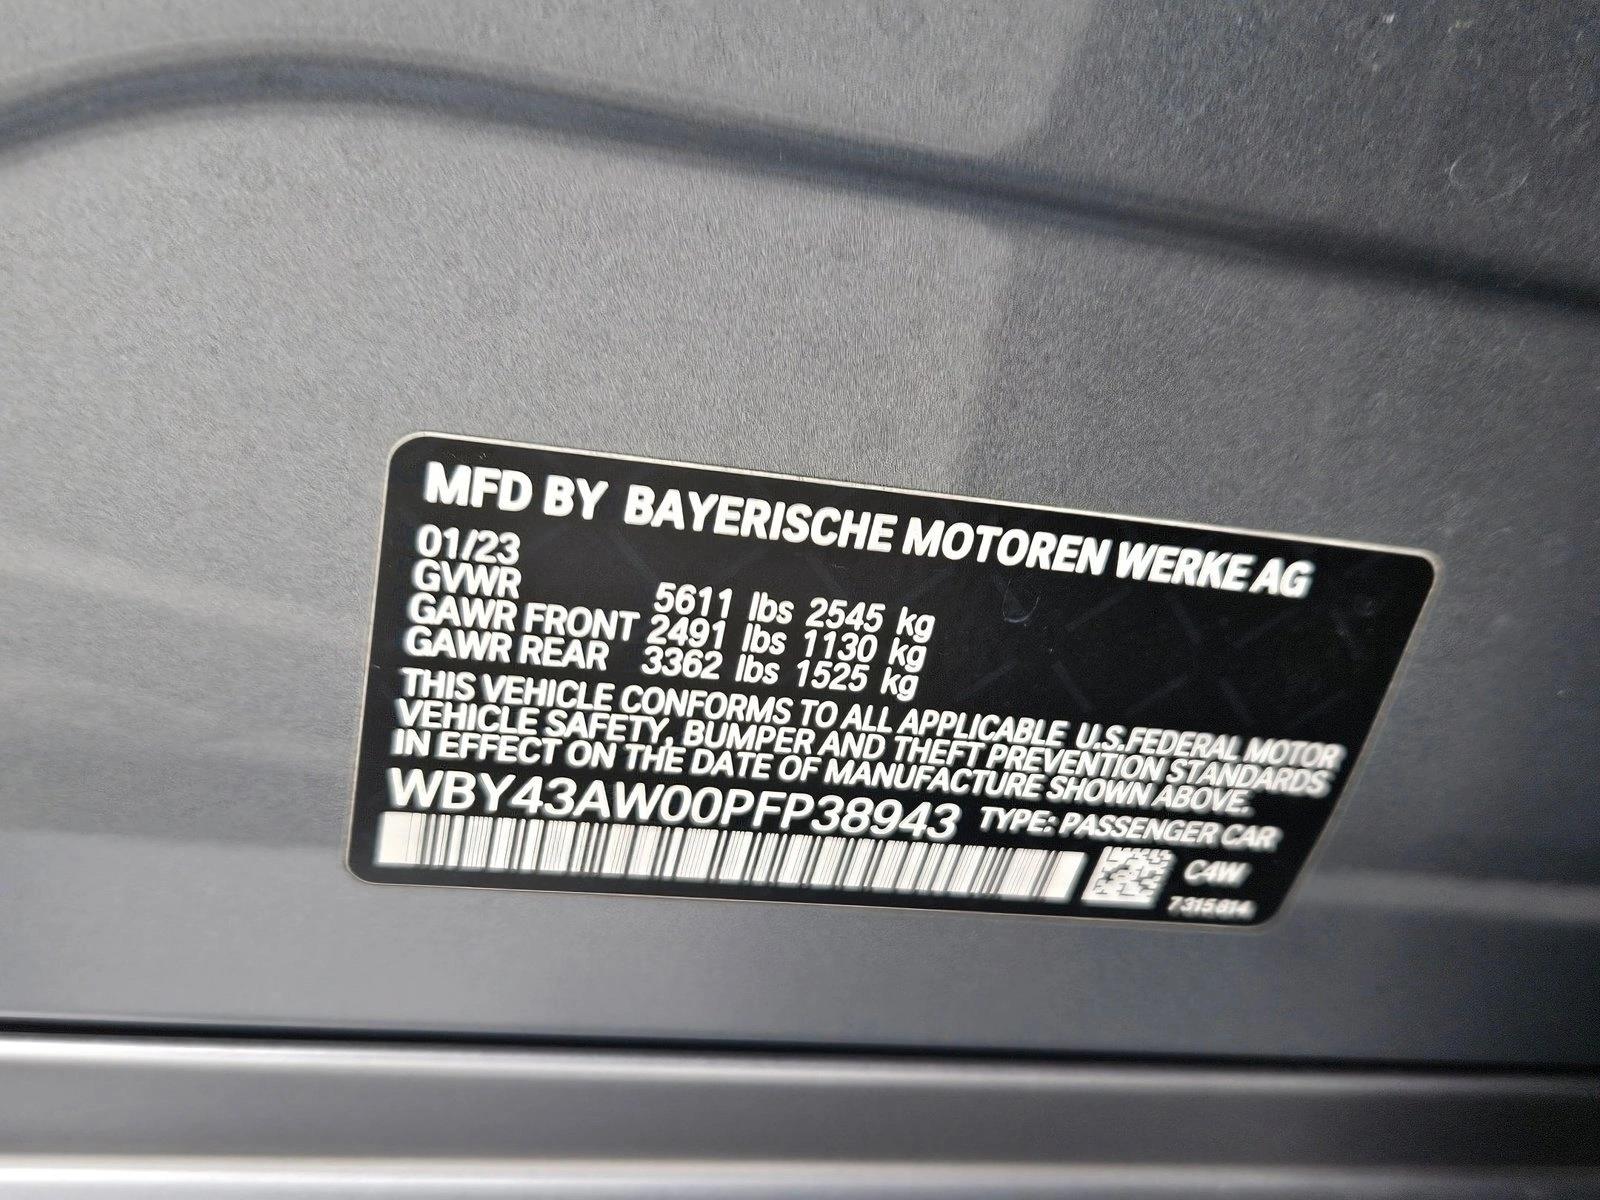 MFD BY BAYERISCHE MOTOREN WERKE AG
01/23
GVWR 5611 lbs 2545 kg
GAWR FRONT 2491 lbs 1130 kg
GAWR REAR 3362 lbs 1525 kg
THIS VEHICLE CONFORMS TO ALL APPLICABLE U.S.FEDERAL MOTOR
VEHICLE SAFETY, BUMPER AND THEFT PREVENTION STANDARDS
IN EFFECT ON THE DATE OF MANUFACTURE SHOWN ABOVE.
WBY43AW00PFP38943 TYPE: PASSENGER CAR
C4W
7315814